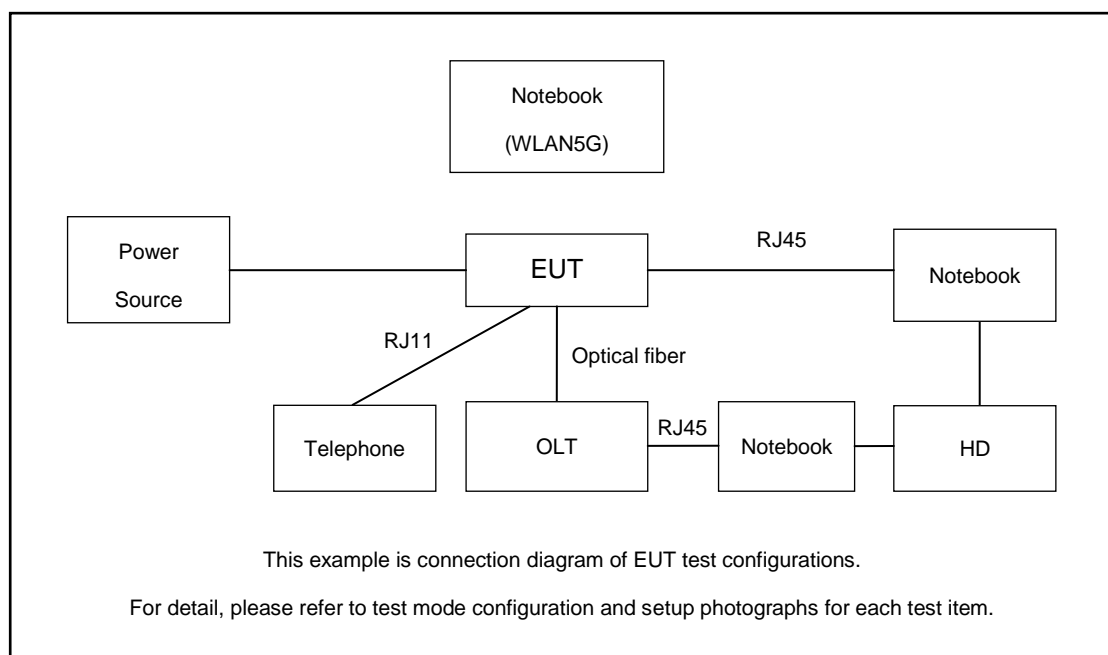 Notebook
(WLAN5G)
Power
Source
EUT
RJ45
Notebook
RJ11
Optical fiber
Telephone
OLT
RJ45
Notebook
HD
This example is connection diagram of EUT test configurations.
For detail, please refer to test mode configuration and setup photographs for each test item.